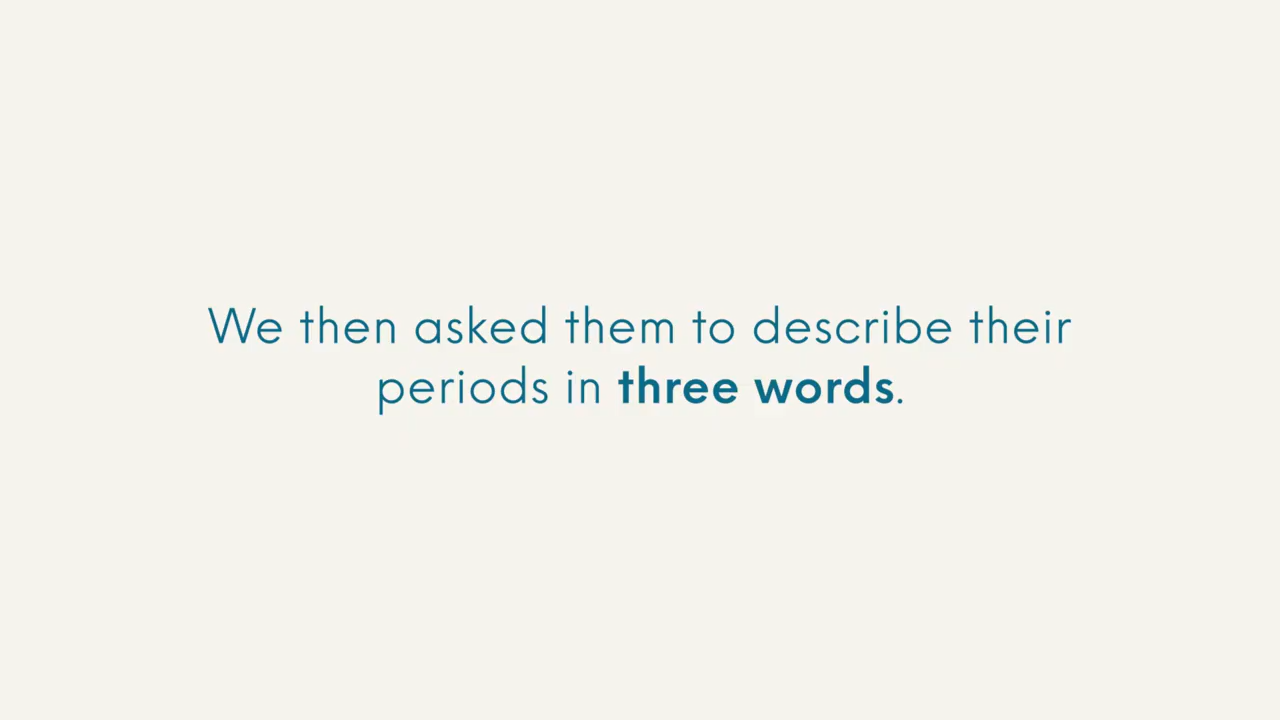 We then asked them to describe their
periods in three words.